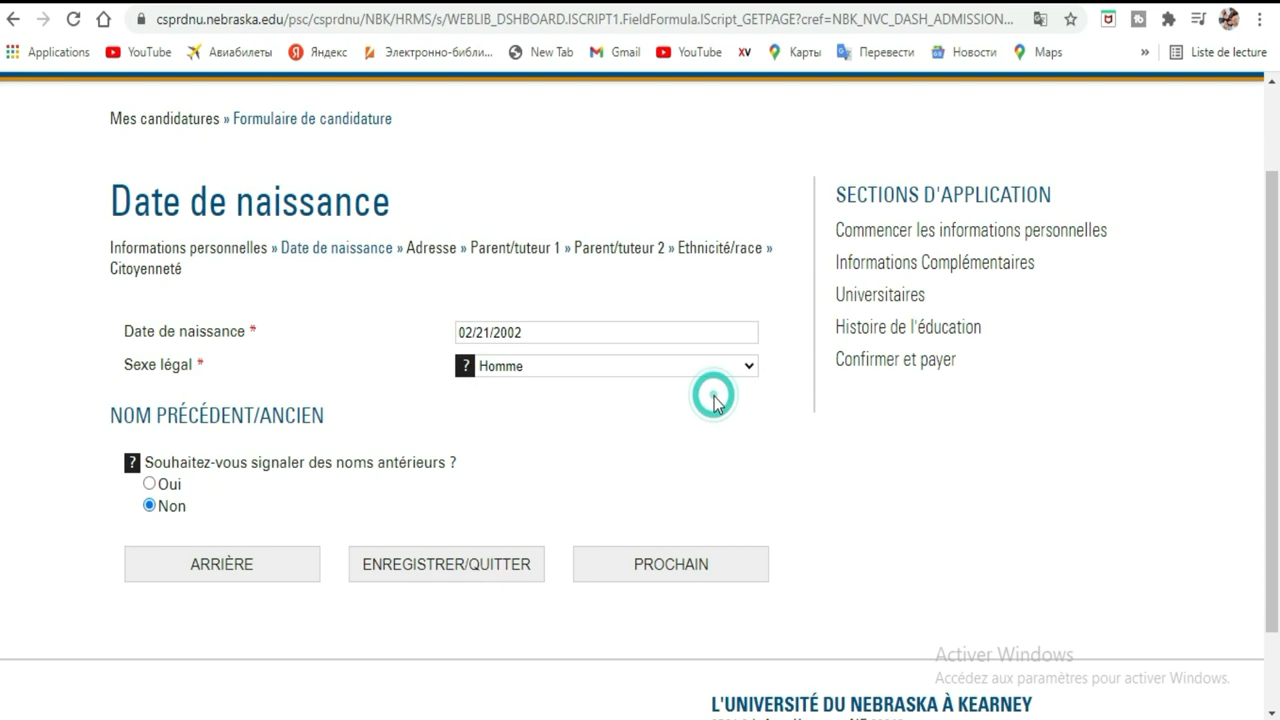 csprdnu.nebraska.edu/psc/csprdnu/NBK/HRMS/s/WEBLIB_DSHBOARD.ISCRIPT1.FieldFormula.IScript_GETPAGE?cref=NBK_NVC_DASH_ADMISSION...
Applications YouTube Авиабилеты Яндекс Электронно-библи... New Tab Gmail YouTube XV Карты Перевести Новости Maps » Liste de lecture
Mes candidatures » Formulaire de candidature
Date de naissance
Informations personnelles » Date de naissance » Adresse » Parent/tuteur 1 » Parent/tuteur 2 » Ethnicité/race »
Citoyenneté
Date de naissance * 02/21/2002
Sexe légal * ? Homme
NOM PRÉCÉDENT/ANCIEN
? Souhaitez-vous signaler des noms antérieurs ?
Oui
Non
ARRIÈRE ENREGISTRER/QUITTER PROCHAIN
SECTIONS D'APPLICATION
Commencer les informations personnelles
Informations Complémentaires
Universitaires
Histoire de l'éducation
Confirmer et payer
Activer Windows
Accédez aux paramètres pour activer Windows.
L'UNIVERSITÉ DU NEBRASKA À KEARNEY